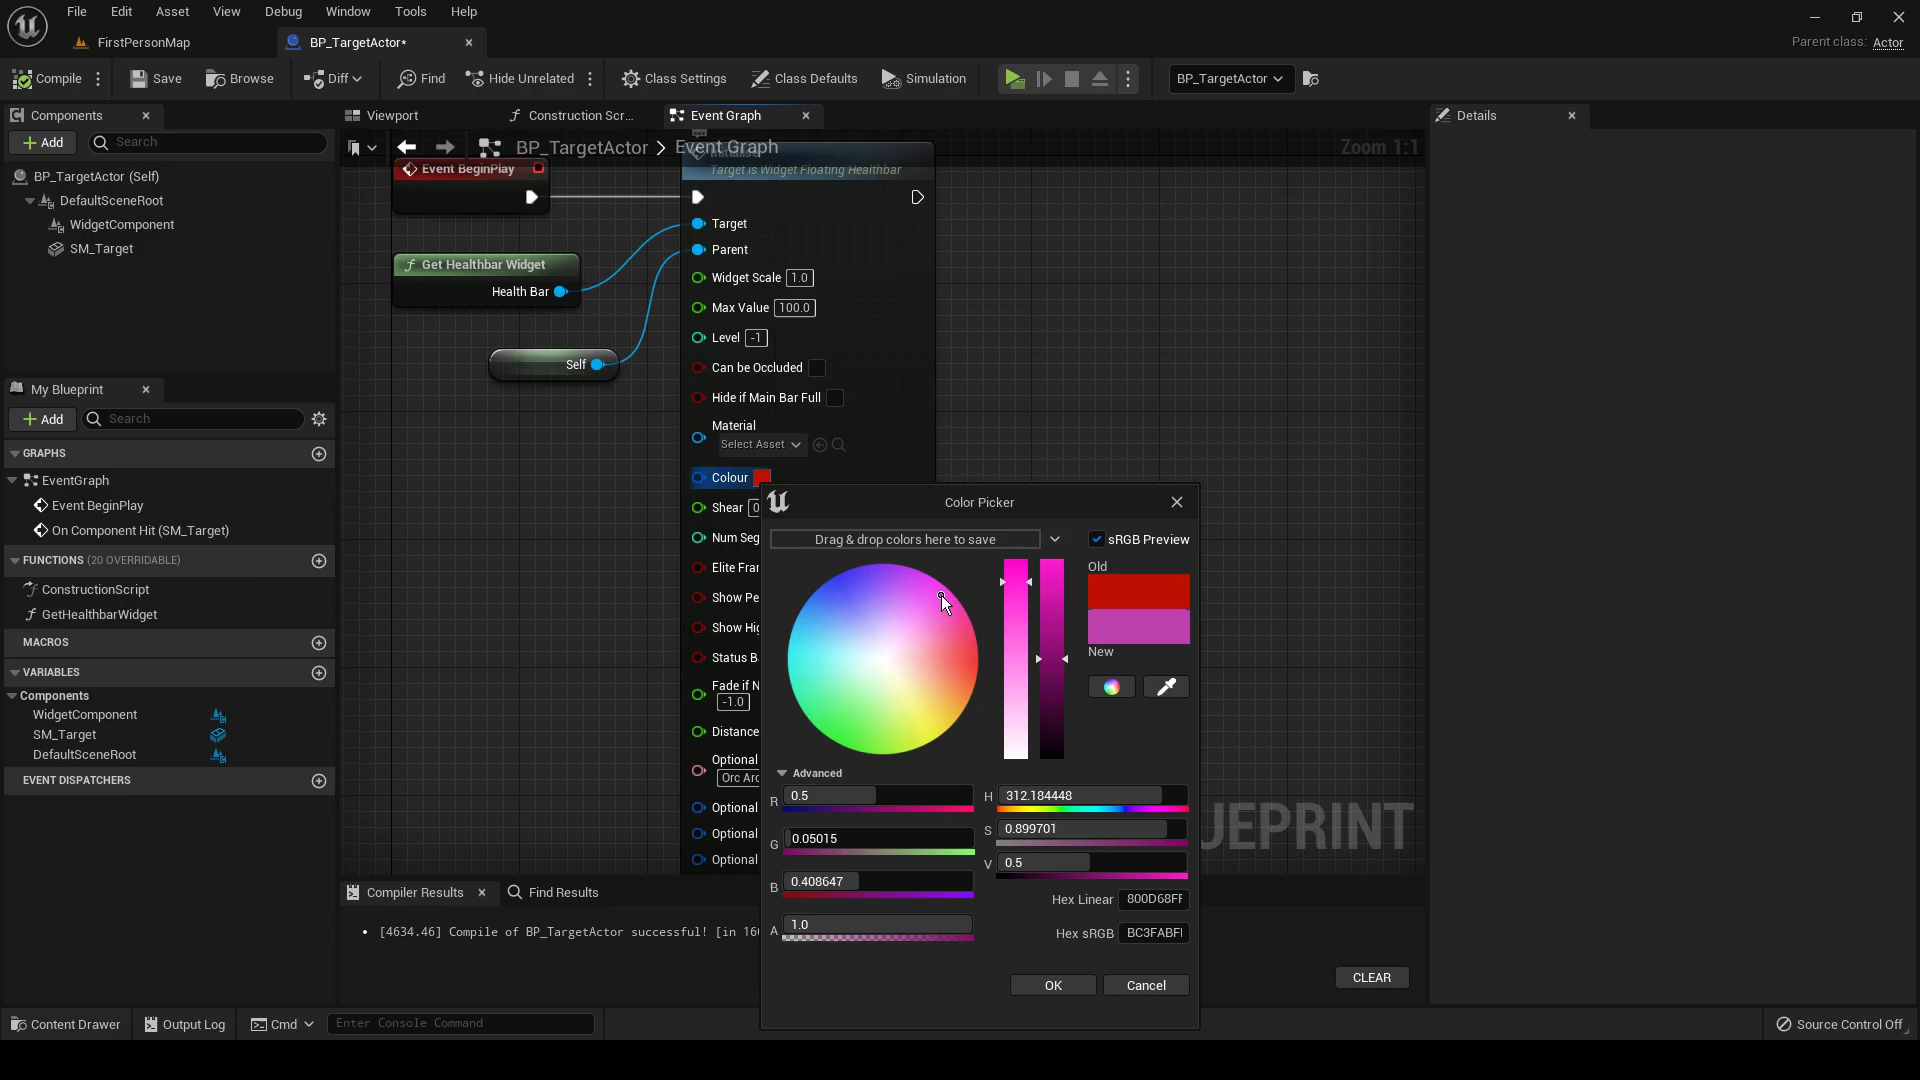 File Edit Asset View Debug Window Tools Help
FirstPersonMap
BP_TargetActor*
Parent class: Actor
Compile Save Browse Diff Find Hide Unrelated Class Settings Class Defaults Simulation BP_TargetActor
Components
Add Search
BP_TargetActor (Self)
DefaultSceneRoot
WidgetComponent
SM_Target
My Blueprint
Add Search
GRAPHS
EventGraph
Event BeginPlay
On Component Hit (SM_Target)
FUNCTIONS (20 OVERRIDABLE)
ConstructionScript
GetHealthbarWidget
MACROS
VARIABLES
Components
WidgetComponent
SM_Target
DefaultSceneRoot
EVENT DISPATCHERS
Viewport Construction Scr... Event Graph
BP_TargetActor > Event Graph
Zoom 1:1
Event BeginPlay
Get Healthbar Widget
Health Bar
Self
Target is Widget Floating Healthbar
Target
Parent
Widget Scale 1.0
Max Value 100.0
Level -1
Can be Occluded
Hide if Main Bar Full
Material
Select Asset
Colour
Shear
Num Seg
Elite Fra
Show Pe
Show Hig
Status B
Fade if N
-1.0
Distance
Optional
Orc Arc
Optional
Optional
Optional
Color Picker
Drag & drop colors here to save
sRGB Preview
Old
New
Advanced
R 0.5
G 0.05015
B 0.408647
A 1.0
H 312.184448
S 0.899701
V 0.5
Hex Linear 800D68FF
Hex sRGB BC3FABF
OK Cancel
UEPRINT
Compiler Results Find Results
[4634.46] Compile of BP_TargetActor successful! [in 16
CLEAR
Details
Content Drawer Output Log Cmd Enter Console Command
Source Control Off